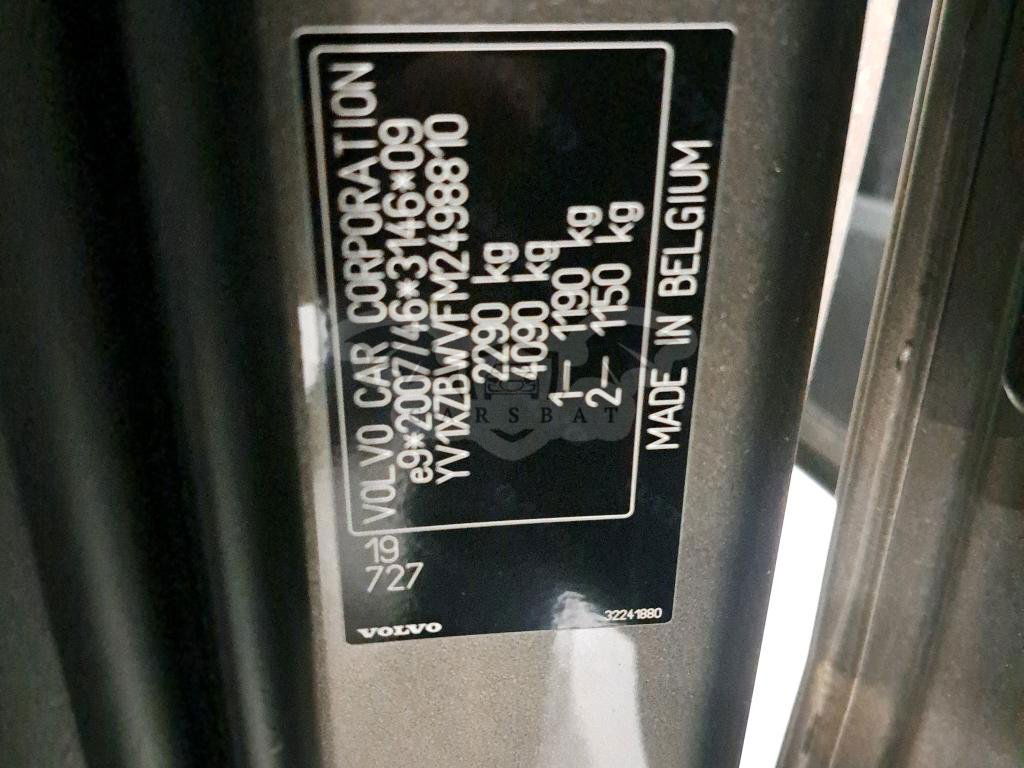 VOLVO CAR CORPORATION
e9*2007/46*3146*09
YV1XZBWVFM2498810
2290 kg
4090 kg
1– 1190 kg
2– 1150 kg
MADE IN BELGIUM
19
727
VOLVO
32241880
ARSBAT